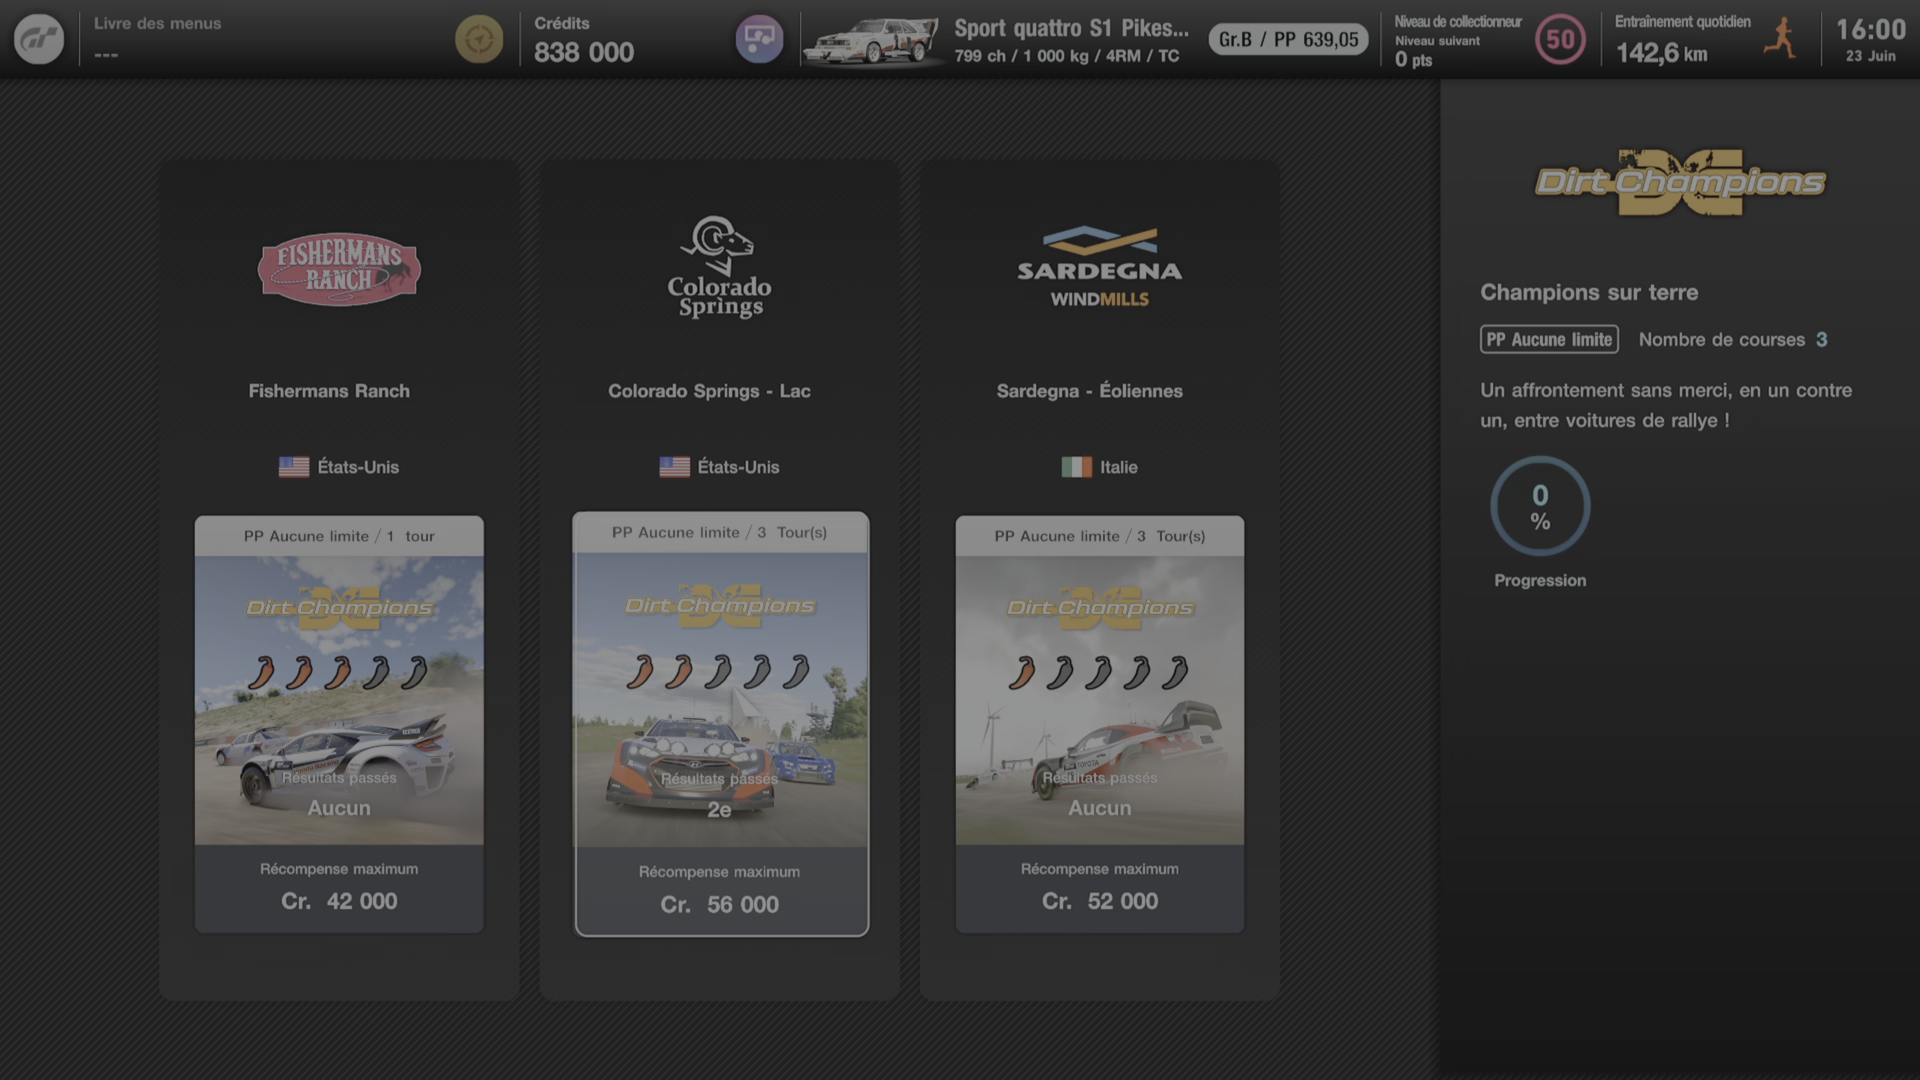 Livre des menus
---
Crédits
838 000
Sport quattro S1 Pikes...
799 ch / 1 000 kg / 4RM / TC
Gr.B / PP 639,05
Niveau de collectionneur
Niveau suivant
0 pts
50
Entraînement quotidien
142,6 km
16:00
23 Juin
FISHERMANS
RANCH
Fishermans Ranch
États-Unis
PP Aucune limite / 1 tour
Dirt Champions
Résultats passés
Aucun
Récompense maximum
Cr. 42 000
Colorado
Springs
Colorado Springs - Lac
États-Unis
PP Aucune limite / 3 Tour(s)
Dirt Champions
Résultats passés
2e
Récompense maximum
Cr. 56 000
SARDEGNA
WINDMILLS
Sardegna - Éoliennes
Italie
PP Aucune limite / 3 Tour(s)
Dirt Champions
TOYOTA
Résultats passés
Aucun
Récompense maximum
Cr. 52 000
Dirt Champions
Champions sur terre
PP Aucune limite
Nombre de courses 3
Un affrontement sans merci, en un contre
un, entre voitures de rallye !
0
%
Progression